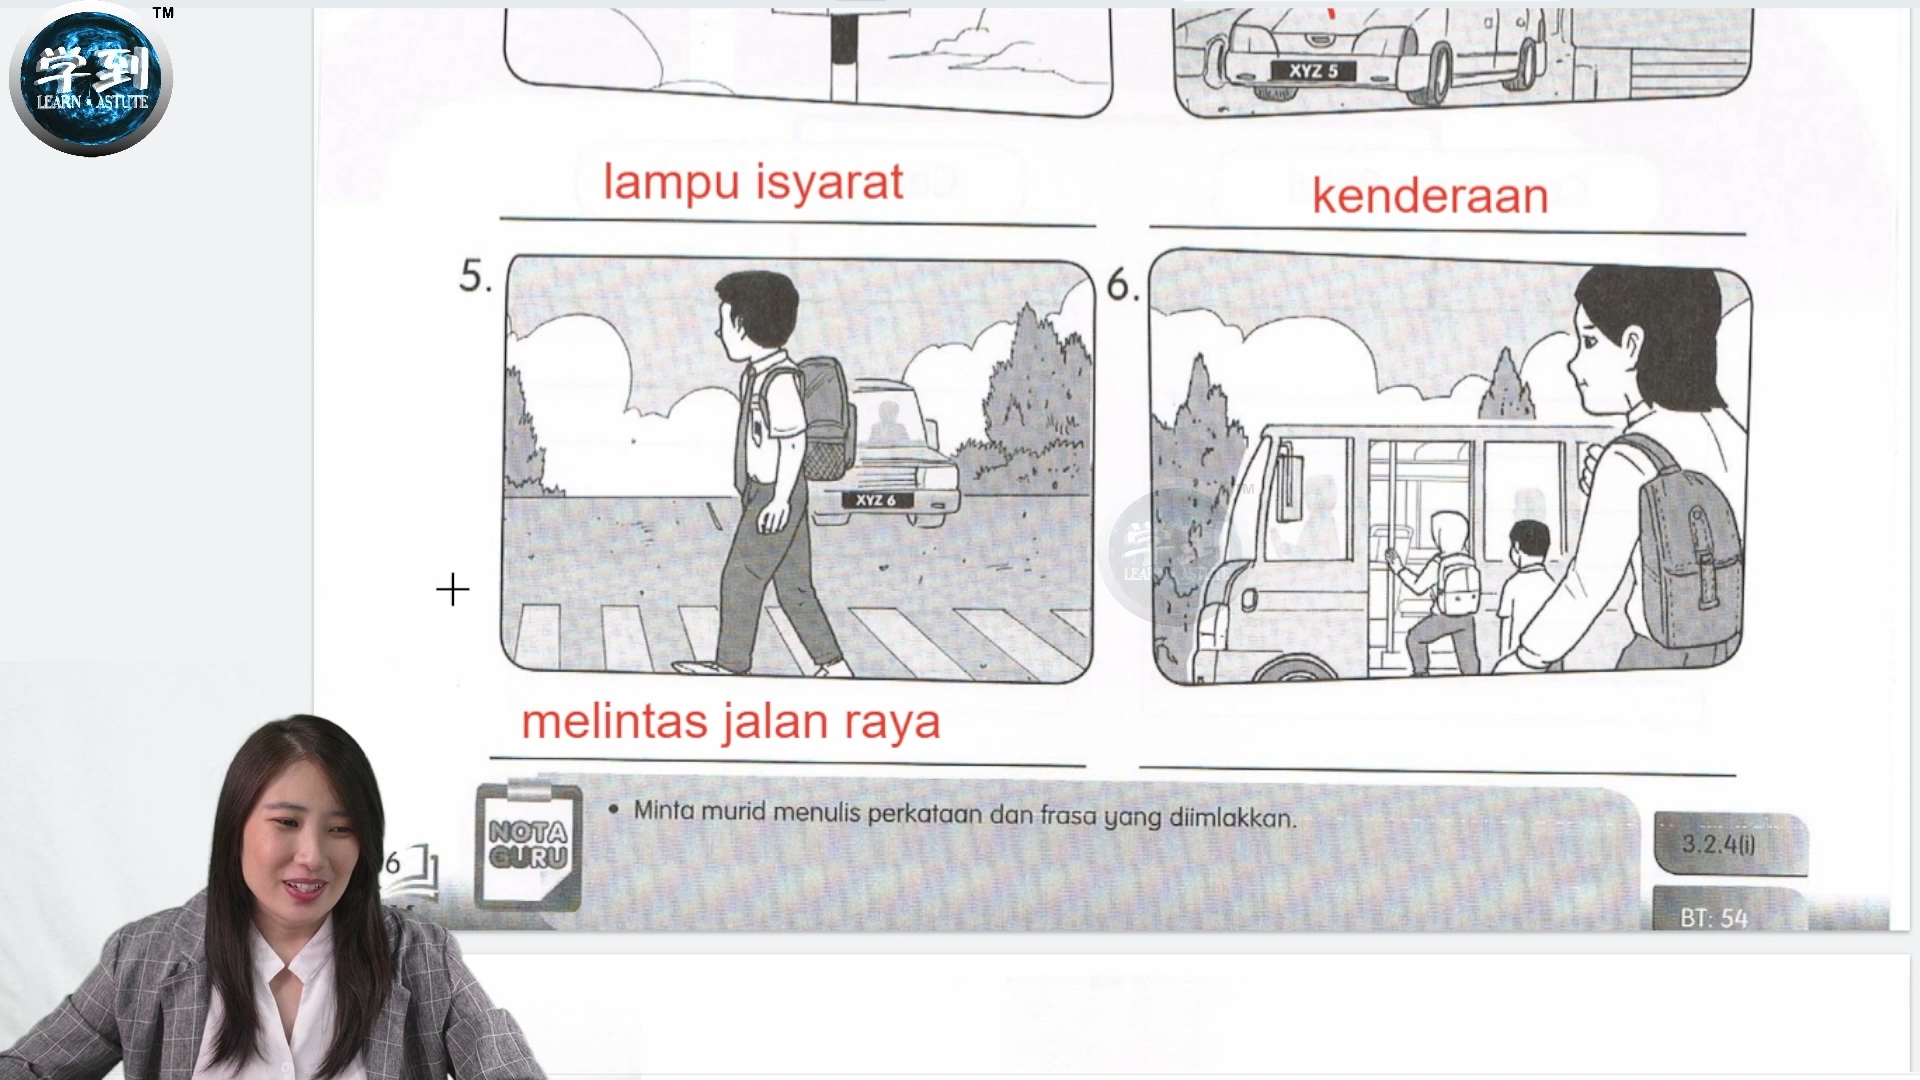 TM
学到
LEARN ASTUTE
XYZ 5
lampu isyarat
kenderaan
5.
6.
XYZ 6
melintas jalan raya
NOTA
GURU
• Minta murid menulis perkataan dan frasa yang diimlakkan.
6
3.2.4(i)
BT: 54